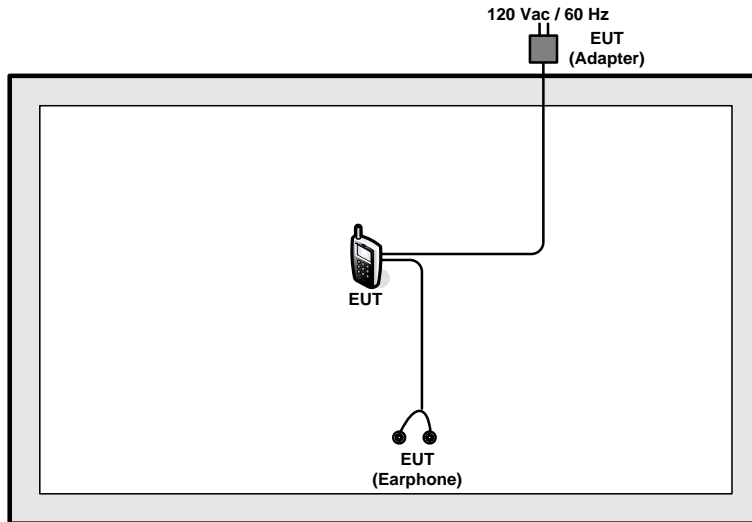 120 Vac / 60 Hz
EUT
(Adapter)
EUT
EUT
(Earphone)